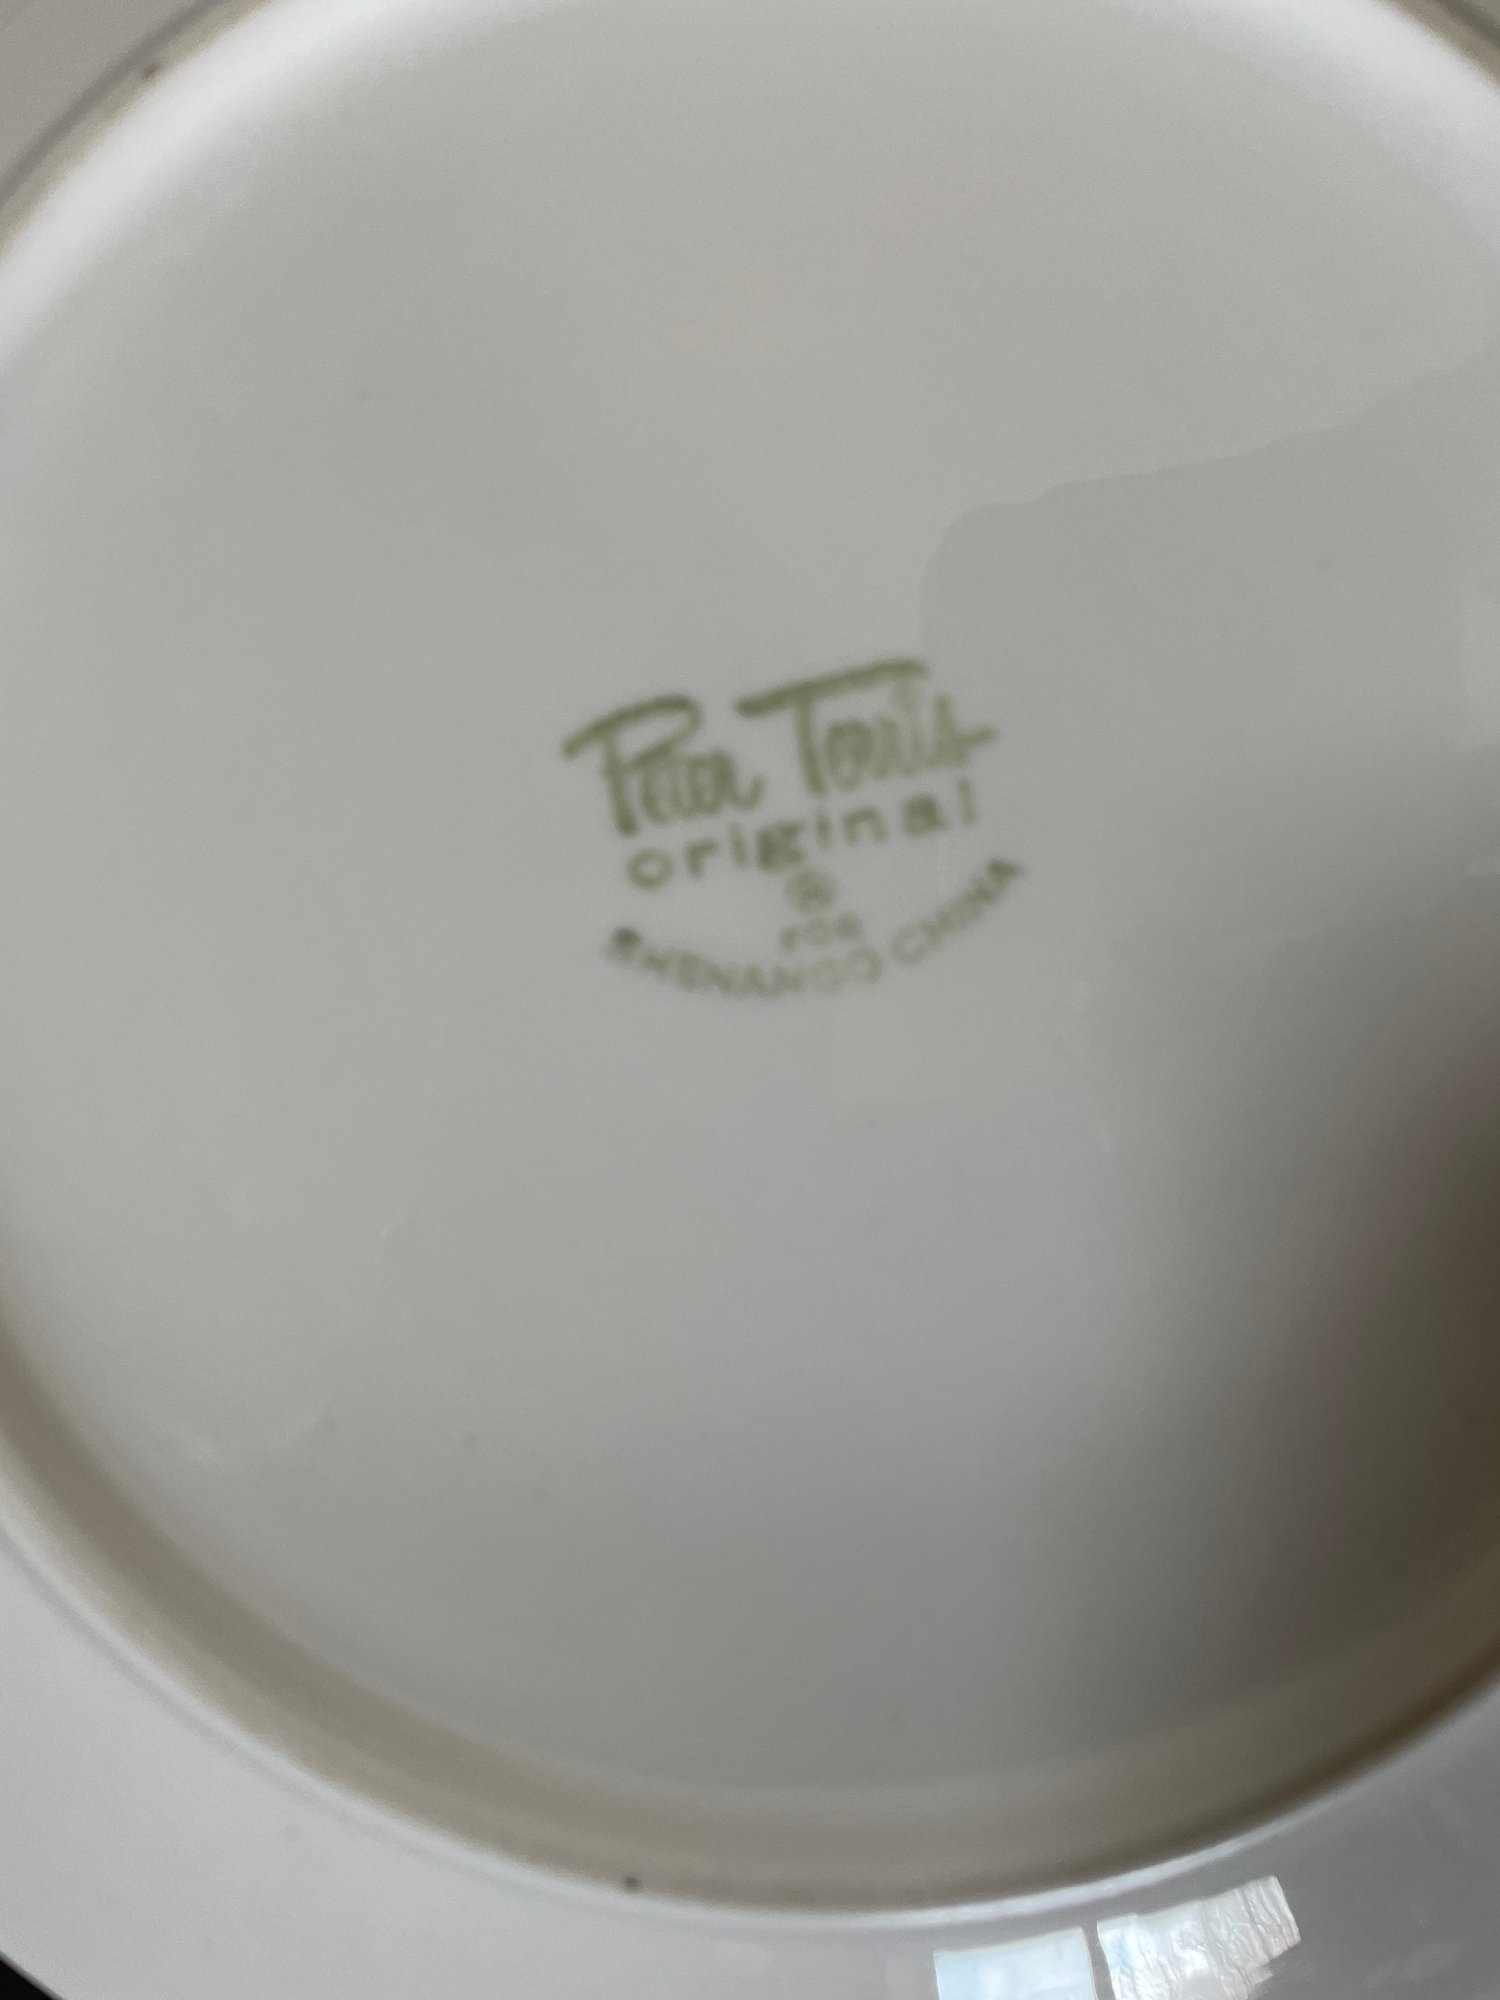 Peter Terris
original
®
FOR
SHENANGO CHINA